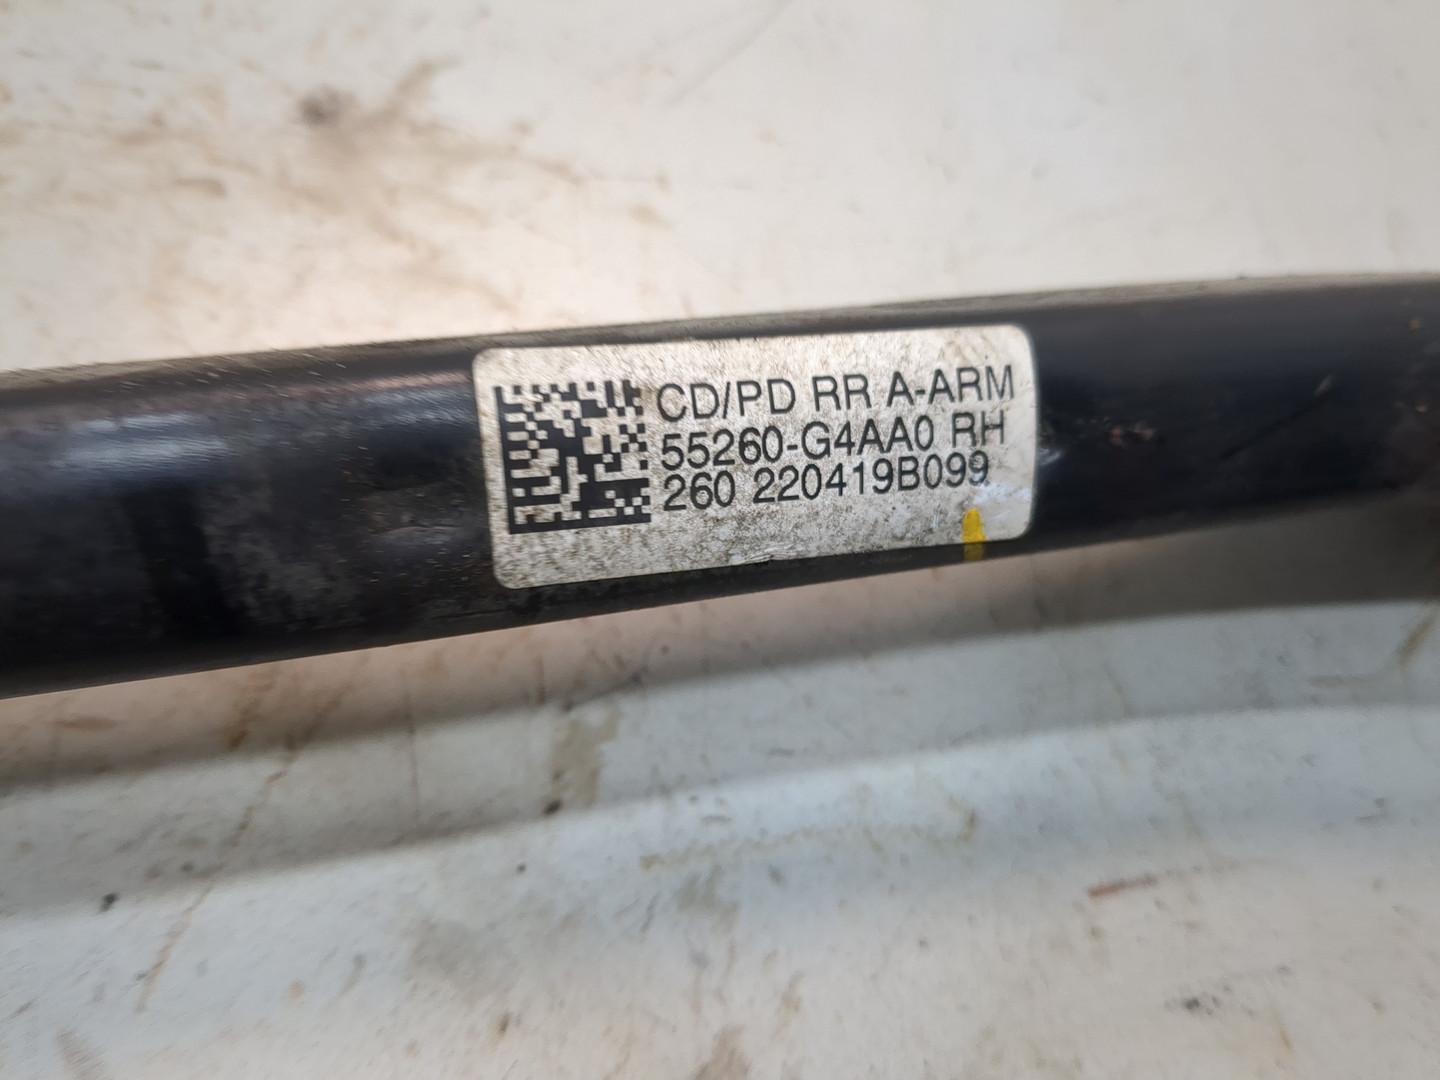 CD/PD RR A-ARM
55260-G4AA0 RH
260 220419B099